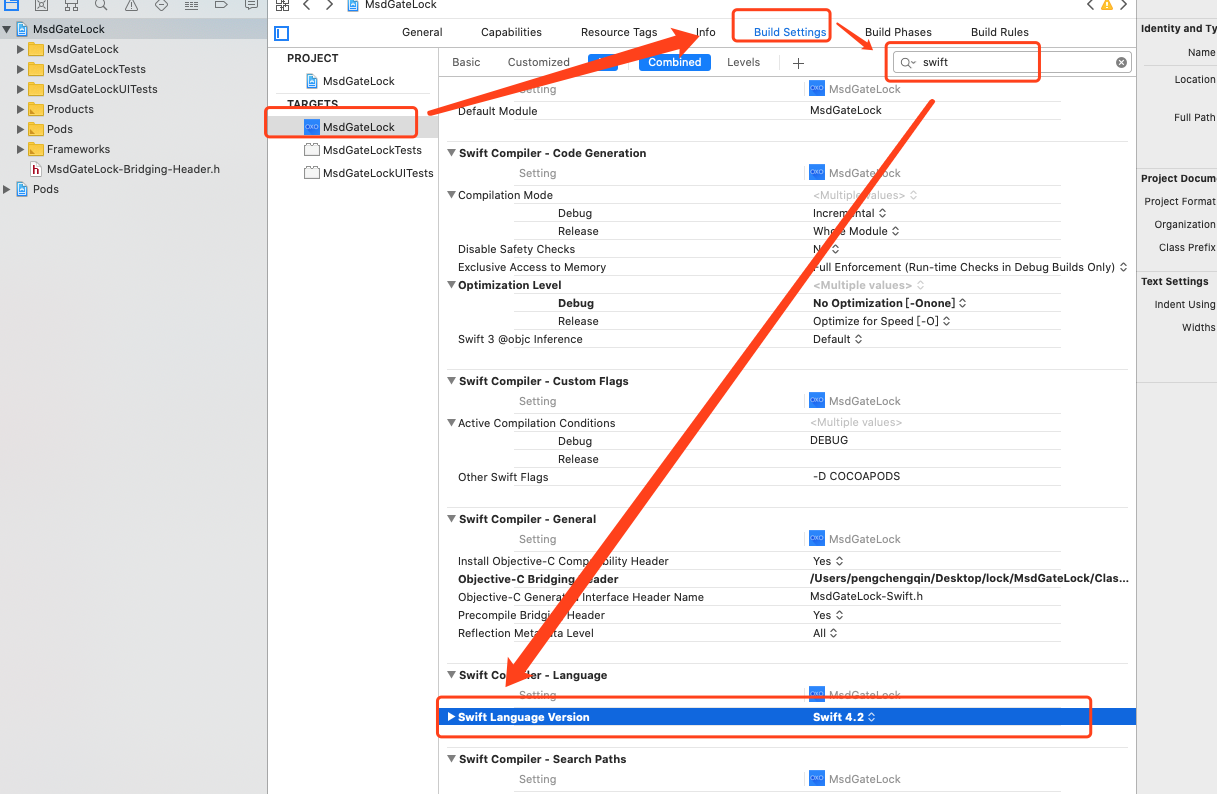 MsdGateLock
MsdGateLock
MsdGateLockTests
MsdGateLockUITests
Products
Pods
Frameworks
h MsdGateLock-Bridging-Header.h
Pods
MsdGateLock
General Capabilities Resource Tags Info Build Settings Build Phases Build Rules
PROJECT
MsdGateLock
TARGETS
MsdGateLock
MsdGateLockTests
MsdGateLockUITests
Basic Customized Combined Levels + swift
Setting MsdGateLock
Default Module MsdGateLock
Swift Compiler - Code Generation
Setting MsdGateLock
Compilation Mode <Multiple values>
Debug Incremental
Release Whole Module
Disable Safety Checks
Exclusive Access to Memory Full Enforcement (Run-time Checks in Debug Builds Only)
Optimization Level <Multiple values>
Debug No Optimization [-Onone]
Release Optimize for Speed [-O]
Swift 3 @objc Inference Default
Swift Compiler - Custom Flags
Setting MsdGateLock
Active Compilation Conditions <Multiple values>
Debug DEBUG
Release
Other Swift Flags -D COCOAPODS
Swift Compiler - General
Setting MsdGateLock
Install Objective-C Compatibility Header Yes
Objective-C Bridging Header /Users/pengchengqin/Desktop/lock/MsdGateLock/Clas...
Objective-C Generated Interface Header Name MsdGateLock-Swift.h
Precompile Bridging Header Yes
Reflection Metadata Level All
Swift Compiler - Language
Setting MsdGateLock
Swift Language Version Swift 4.2
Swift Compiler - Search Paths
Setting MsdGateLock
Identity and Ty
Name
Location
Full Path
Project Docum
Project Format
Organization
Class Prefix
Text Settings
Indent Using
Widths